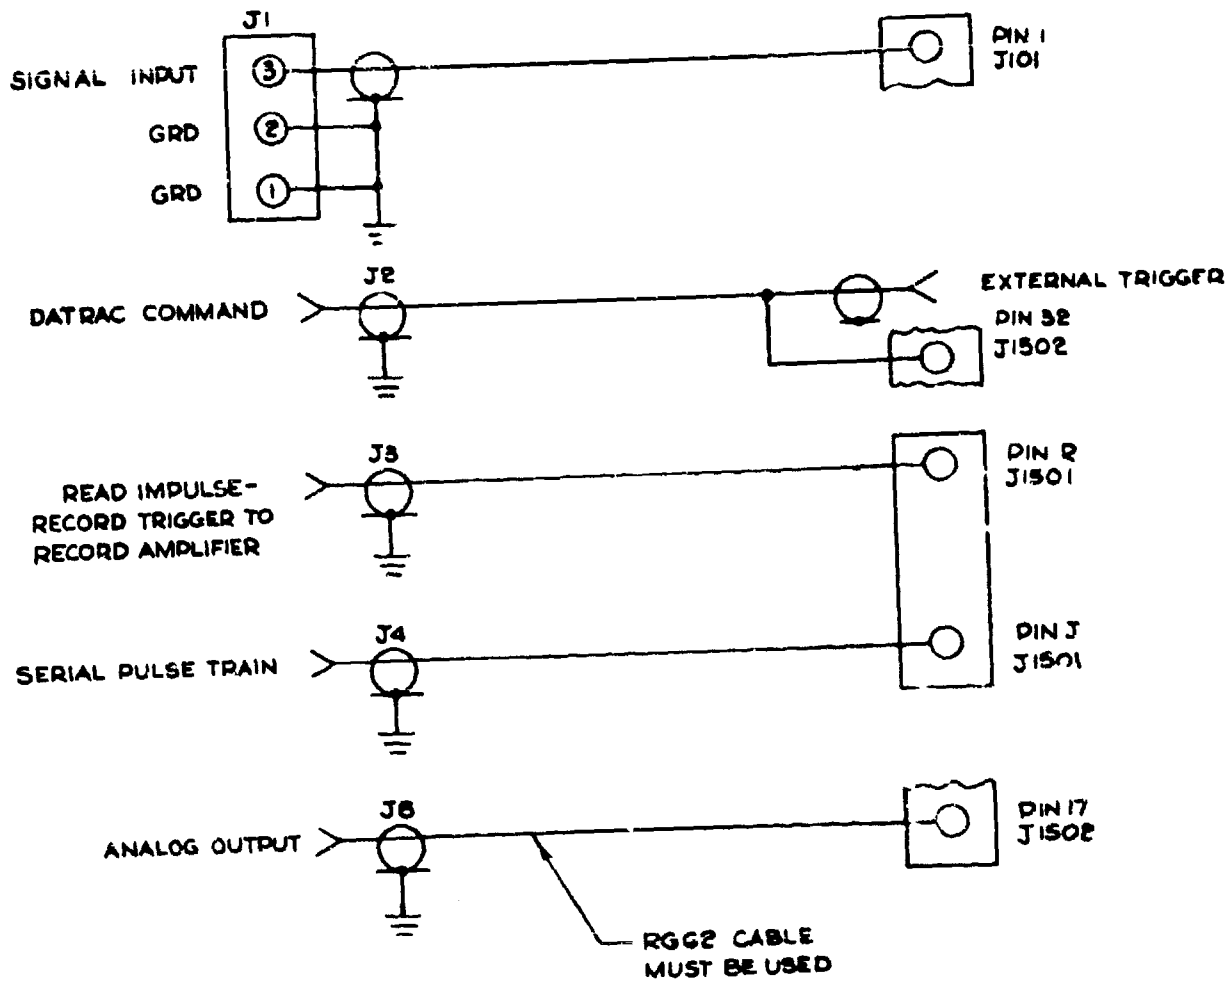 J1
SIGNAL INPUT
3
PIN 1
J101
GRD
2
GRD
1
J2
DATRAC COMMAND
EXTERNAL TRIGGER
PIN 32
J1502
J3
READ IMPULSE-
RECORD TRIGGER TO
RECORD AMPLIFIER
PIN R
J1501
J4
SERIAL PULSE TRAIN
PIN J
J1501
ANALOG OUTPUT
PIN 17
J1502
RG62 CABLE
MUST BE USED